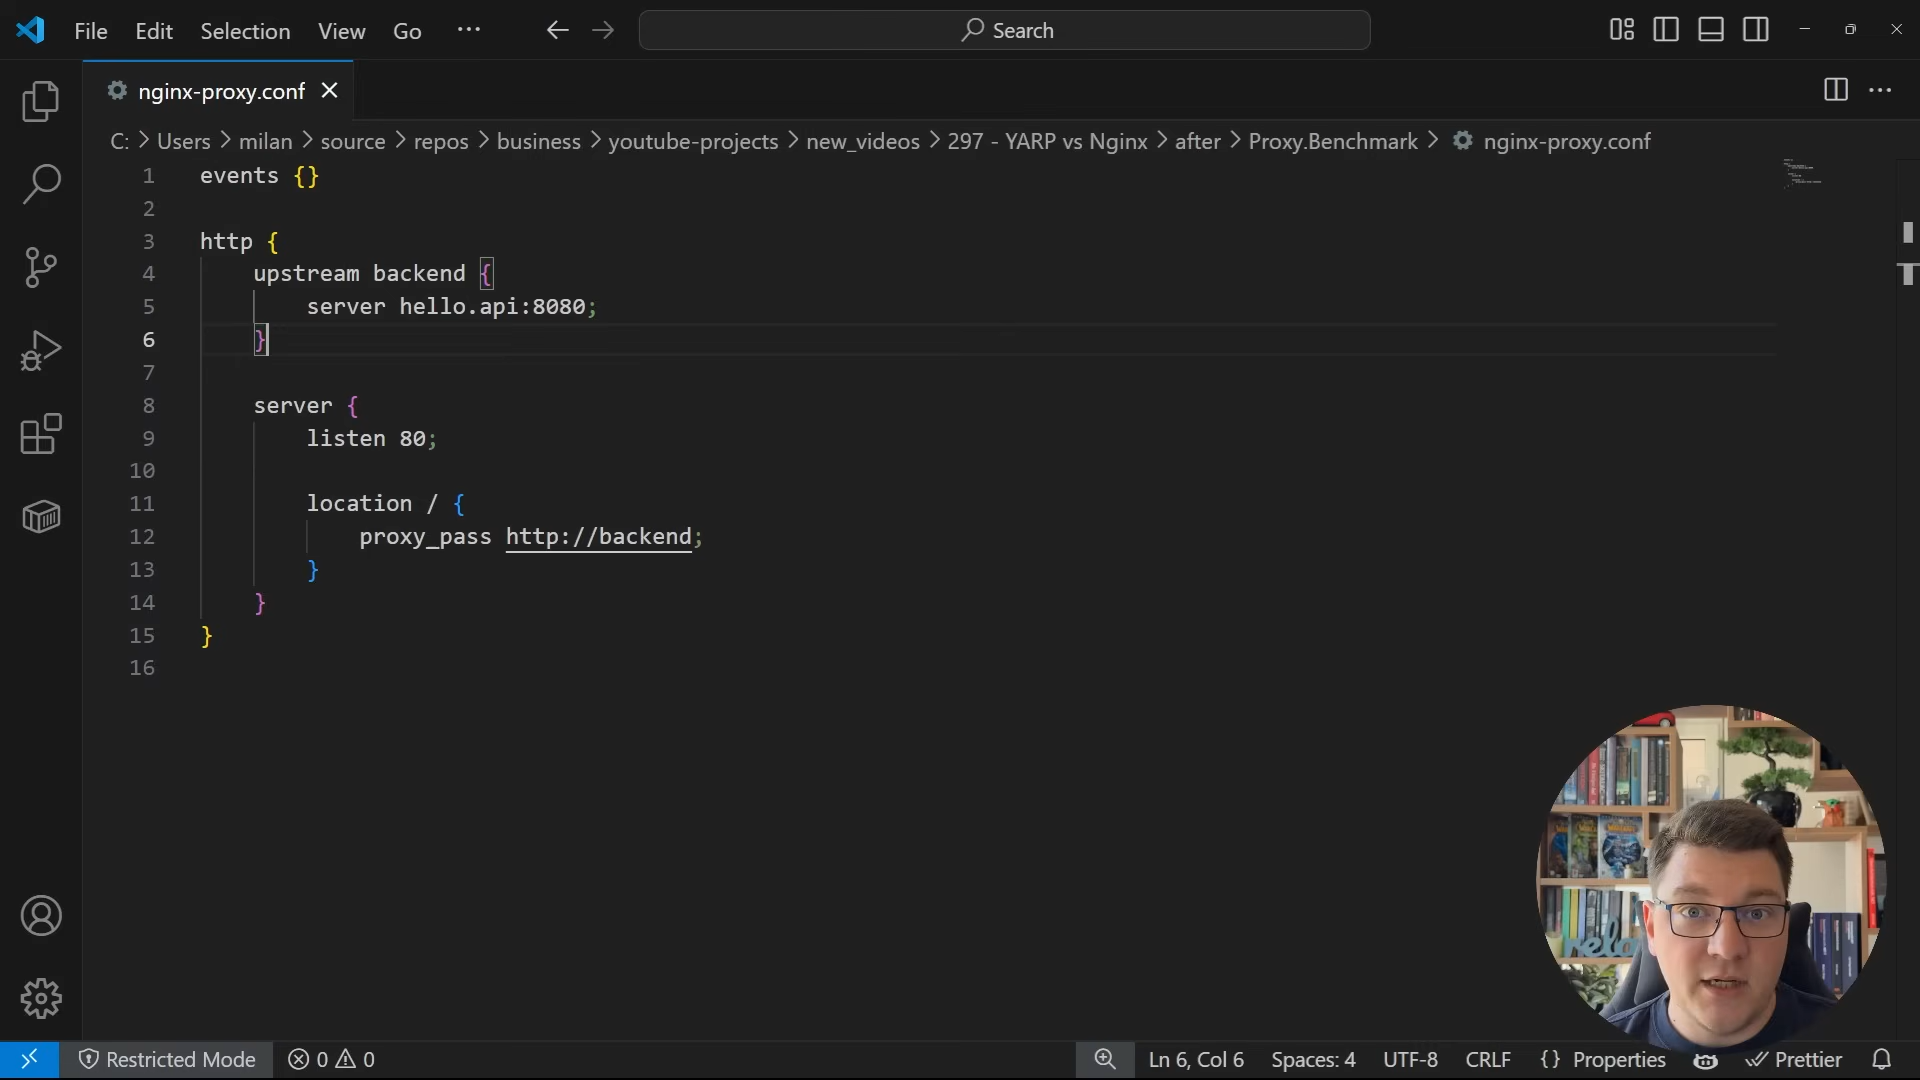 File Edit Selection View Go ··· Search
nginx-proxy.conf
C: > Users > milan > source > repos > business > youtube-projects > new_videos > 297 - YARP vs Nginx > after > Proxy.Benchmark > nginx-proxy.conf
1 events {}
2
3 http {
4 upstream backend {
5 server hello.api:8080;
6 }
7
8 server {
9 listen 80;
10
11 location / {
12 proxy_pass http://backend;
13 }
14 }
15 }
16
Restricted Mode 0 0 Ln 6, Col 6 Spaces: 4 UTF-8 CRLF {} Properties Prettier